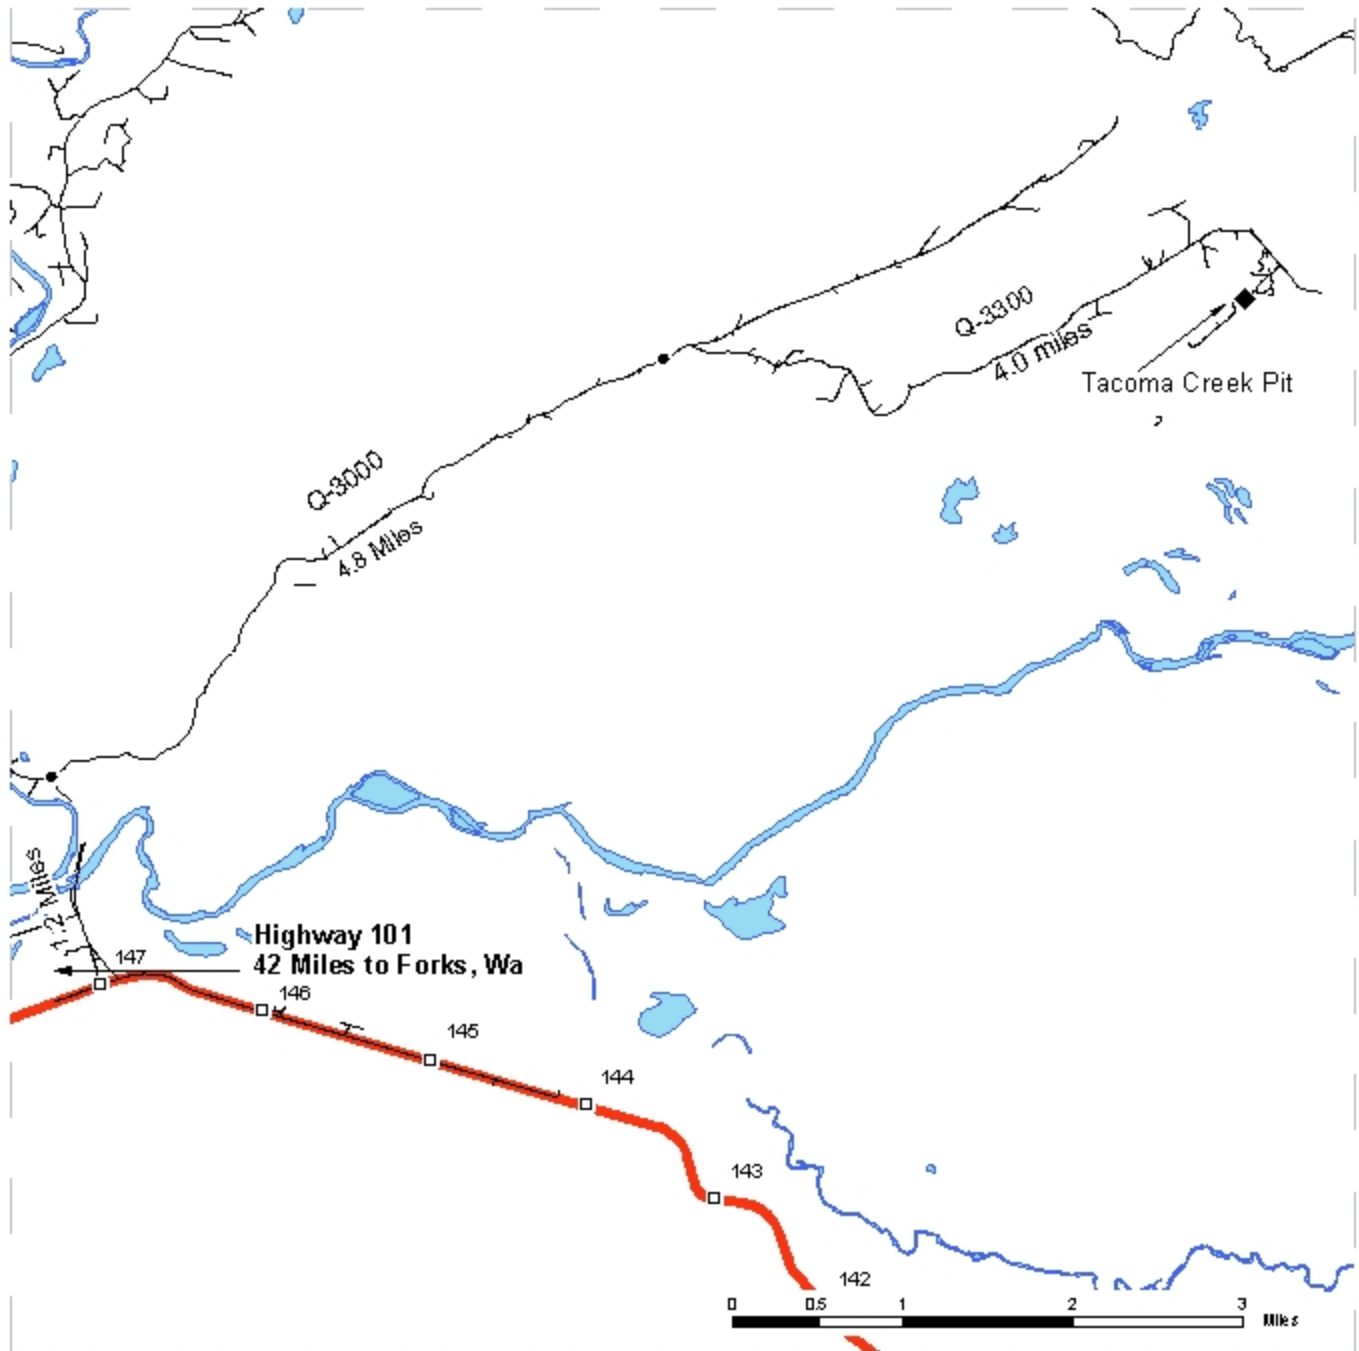 Q-3300
4.0 miles
Tacoma Creek Pit
Q-3000
4.8 Miles
1.2 Miles
Highway 101
42 Miles to Forks, Wa
147
146
145
144
143
142
0 0.5 1 2 3 Miles